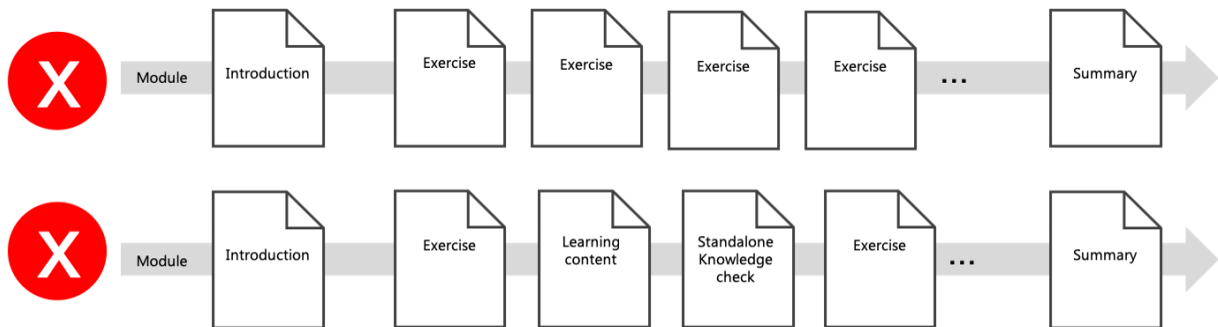 X
Module
Introduction
Exercise
Exercise
Exercise
Exercise
...
Summary
X
Module
Introduction
Exercise
Learning
content
Standalone
Knowledge
check
Exercise
...
Summary